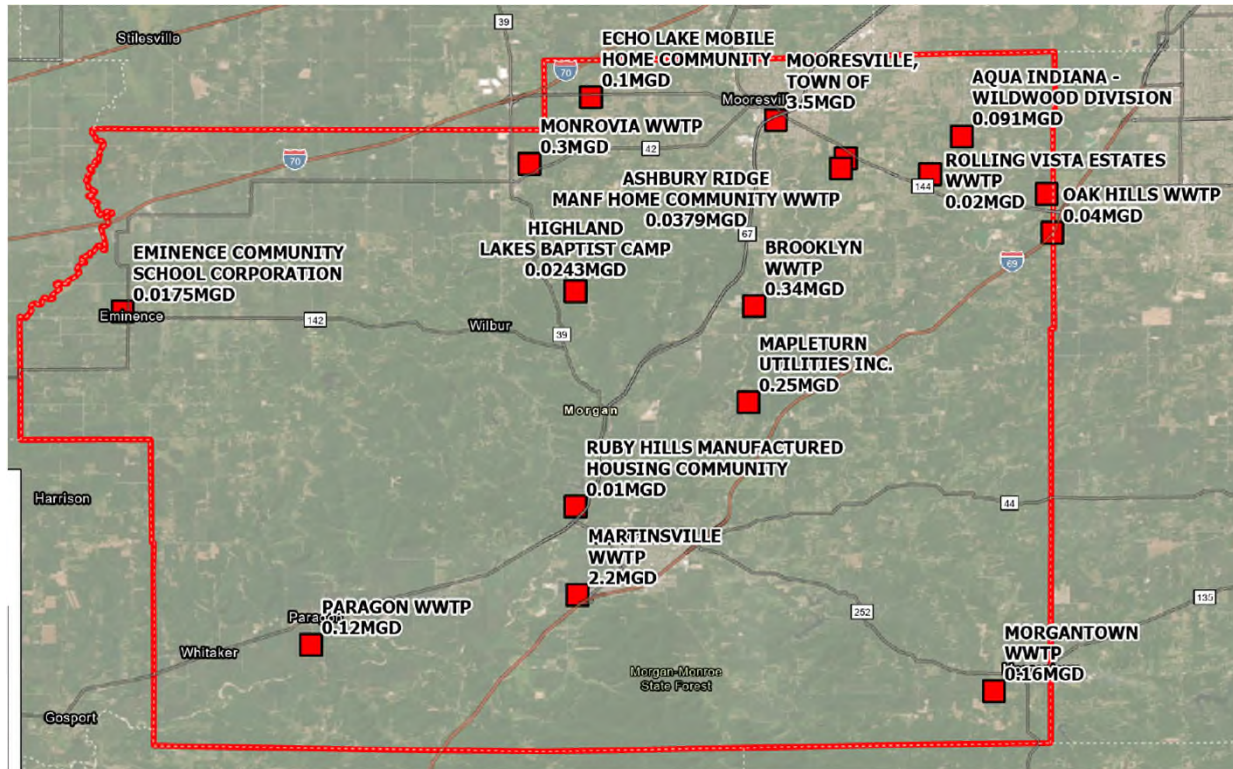 Stilesville
39
ECHO LAKE MOBILE
HOME COMMUNITY
0.1MGD
70
MOORESVILLE,
TOWN OF
3.5MGD
Mooresvil
AQUA INDIANA -
WILDWOOD DIVISION
0.091MGD
MONROVIA WWTP
0.3MGD
42
70
ASHBURY RIDGE
MANF HOME COMMUNITY WWTP
0.0379MGD
144
ROLLING VISTA ESTATES
WWTP
0.02MGD
OAK HILLS WWTP
0.04MGD
67
69
HIGHLAND
LAKES BAPTIST CAMP
0.0243MGD
BROOKLYN
WWTP
0.34MGD
EMINENCE COMMUNITY
SCHOOL CORPORATION
0.0175MGD
Eminence
142
Wilbur
39
MAPLETURN
UTILITIES INC.
0.25MGD
Morgan
RUBY HILLS MANUFACTURED
HOUSING COMMUNITY
0.01MGD
Harrison
44
MARTINSVILLE
WWTP
2.2MGD
135
252
PARAGON WWTP
0.12MGD
Paragon
Whitaker
MORGANTOWN
WWTP
0.16MGD
Morgan-Monroe
State Forest
Gosport